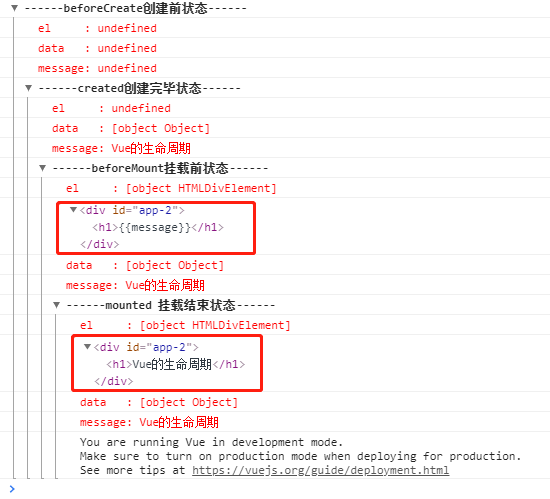 ▼ ------beforeCreate创建前状态------
el     : undefined
data   : undefined
message: undefined
▼ ------created创建完毕状态------
el     : undefined
data   : [object Object]
message: Vue的生命周期
▼ ------beforeMount挂载前状态------
el     : [object HTMLDivElement]
▼<div id="app-2">
<h1>{{message}}</h1>
</div>
data   : [object Object]
message: Vue的生命周期
▼ ------mounted 挂载结束状态------
el     : [object HTMLDivElement]
▼<div id="app-2">
<h1>Vue的生命周期</h1>
</div>
data   : [object Object]
message: Vue的生命周期
You are running Vue in development mode.
Make sure to turn on production mode when deploying for production.
See more tips at https://vuejs.org/guide/deployment.html
>